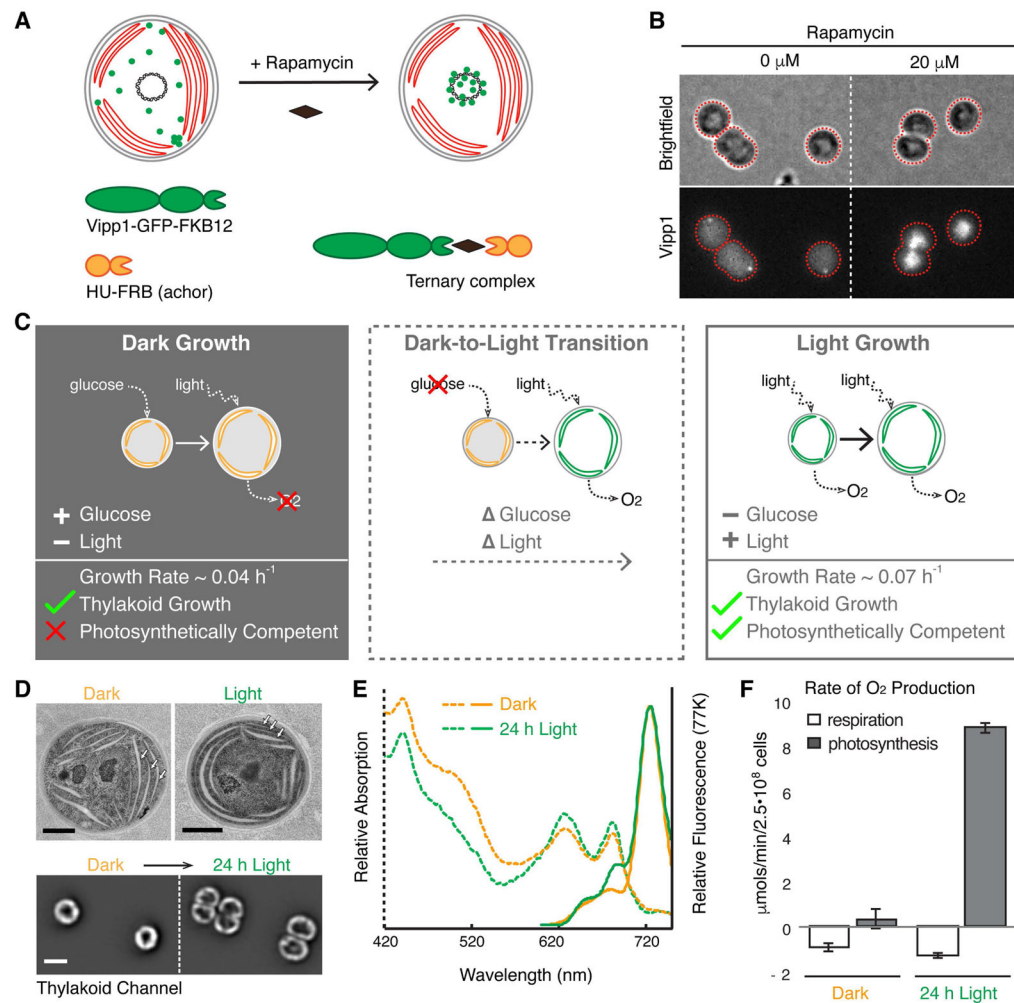 A
+ Rapamycin
Vipp1-GFP-FKB12
HU-FRB (achor)
Ternary complex
B
Rapamycin
0 µM
20 µM
Brightfield
Vipp1
C
Dark Growth
glucose
light
O2
+ Glucose
− Light
Growth Rate ~ 0.04 h⁻¹
Thylakoid Growth
Photosynthetically Competent
Dark-to-Light Transition
glucose
light
O2
Δ Glucose
Δ Light
Light Growth
light
light
O2
O2
− Glucose
+ Light
Growth Rate ~ 0.07 h⁻¹
Thylakoid Growth
Photosynthetically Competent
D
Dark
Light
Dark
24 h Light
Thylakoid Channel
E
Dark
24 h Light
Relative Absorption
Relative Fluorescence (77K)
420
520
620
720
Wavelength (nm)
F
Rate of O₂ Production
respiration
photosynthesis
µmols/min/2.5•10⁸ cells
10
8
6
4
2
0
- 2
Dark
24 h Light